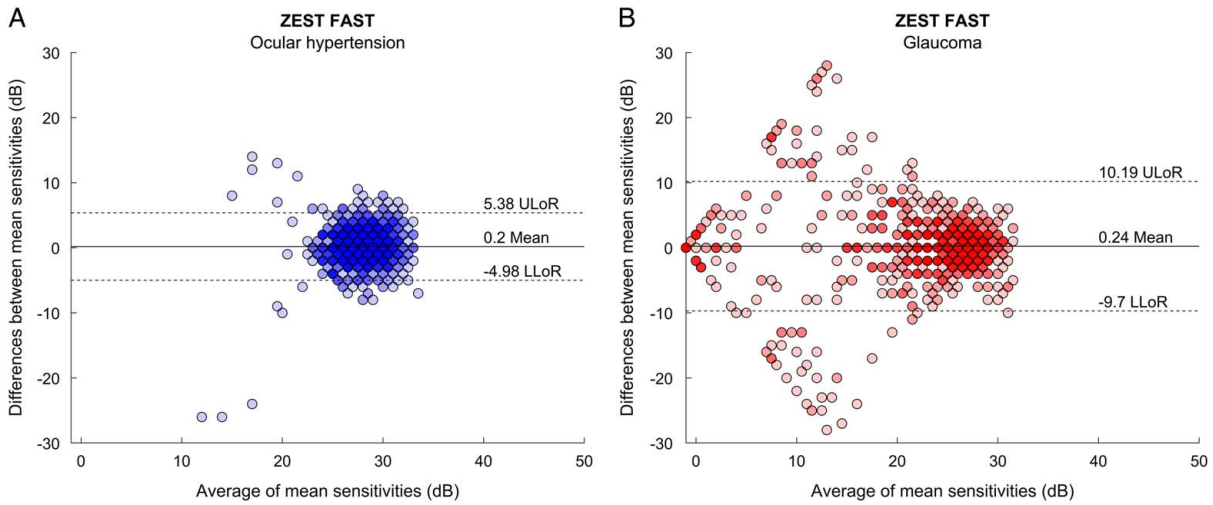 A
ZEST FAST
Ocular hypertension
Differences between mean sensitivities (dB)
30
20
10
0
-10
-20
-30
5.38 ULoR
0.2 Mean
-4.98 LLoR
0
10
20
30
40
50
Average of mean sensitivities (dB)
B
ZEST FAST
Glaucoma
Differences between mean sensitivities (dB)
30
20
10
0
-10
-20
-30
10.19 ULoR
0.24 Mean
-9.7 LLoR
0
10
20
30
40
50
Average of mean sensitivities (dB)